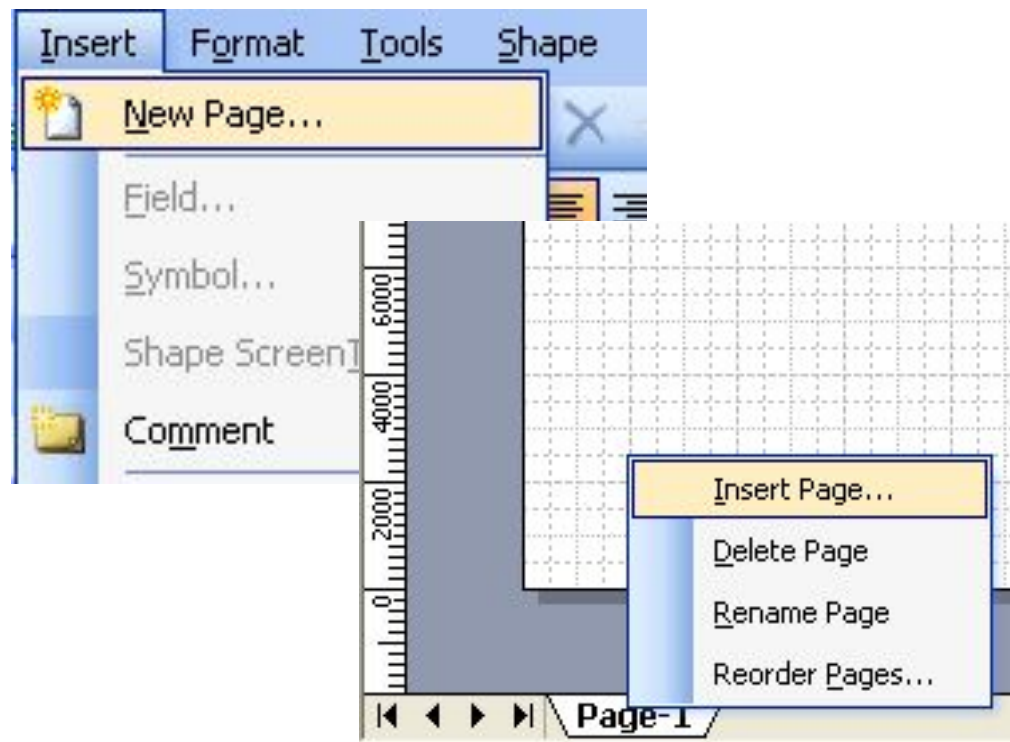 Insert Format Tools Shape
New Page...
Field...
Symbol...
Shape Screen
Comment
6000
4000
2000
0
Insert Page...
Delete Page
Rename Page
Reorder Pages...
Page-1